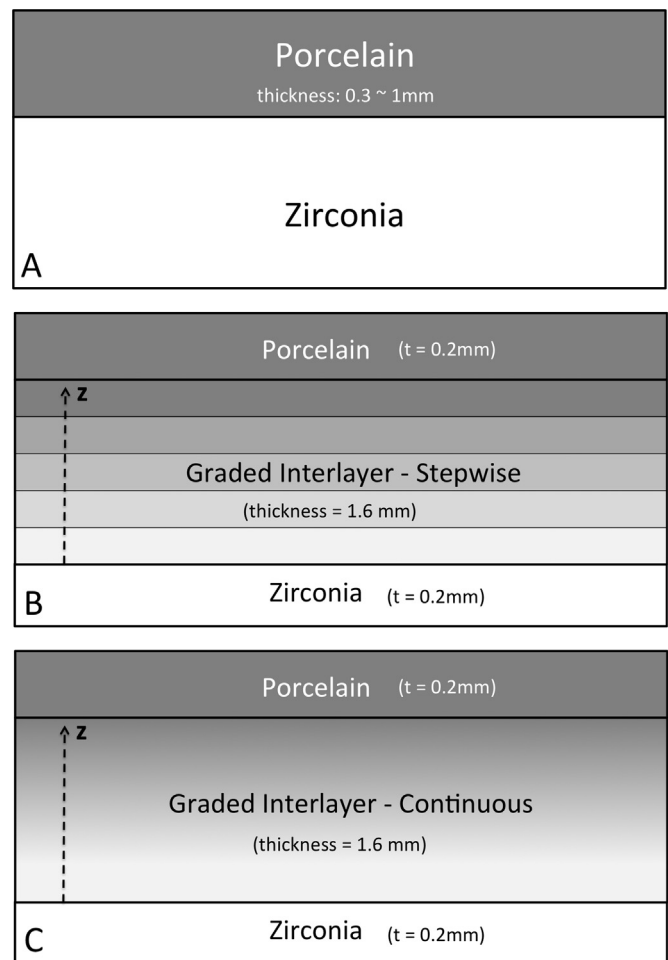 Porcelain
thickness: 0.3 ~ 1mm
Zirconia
A
Porcelain (t = 0.2mm)
z
Graded Interlayer - Stepwise
(thickness = 1.6 mm)
Zirconia (t = 0.2mm)
B
Porcelain (t = 0.2mm)
z
Graded Interlayer - Continuous
(thickness = 1.6 mm)
Zirconia (t = 0.2mm)
C